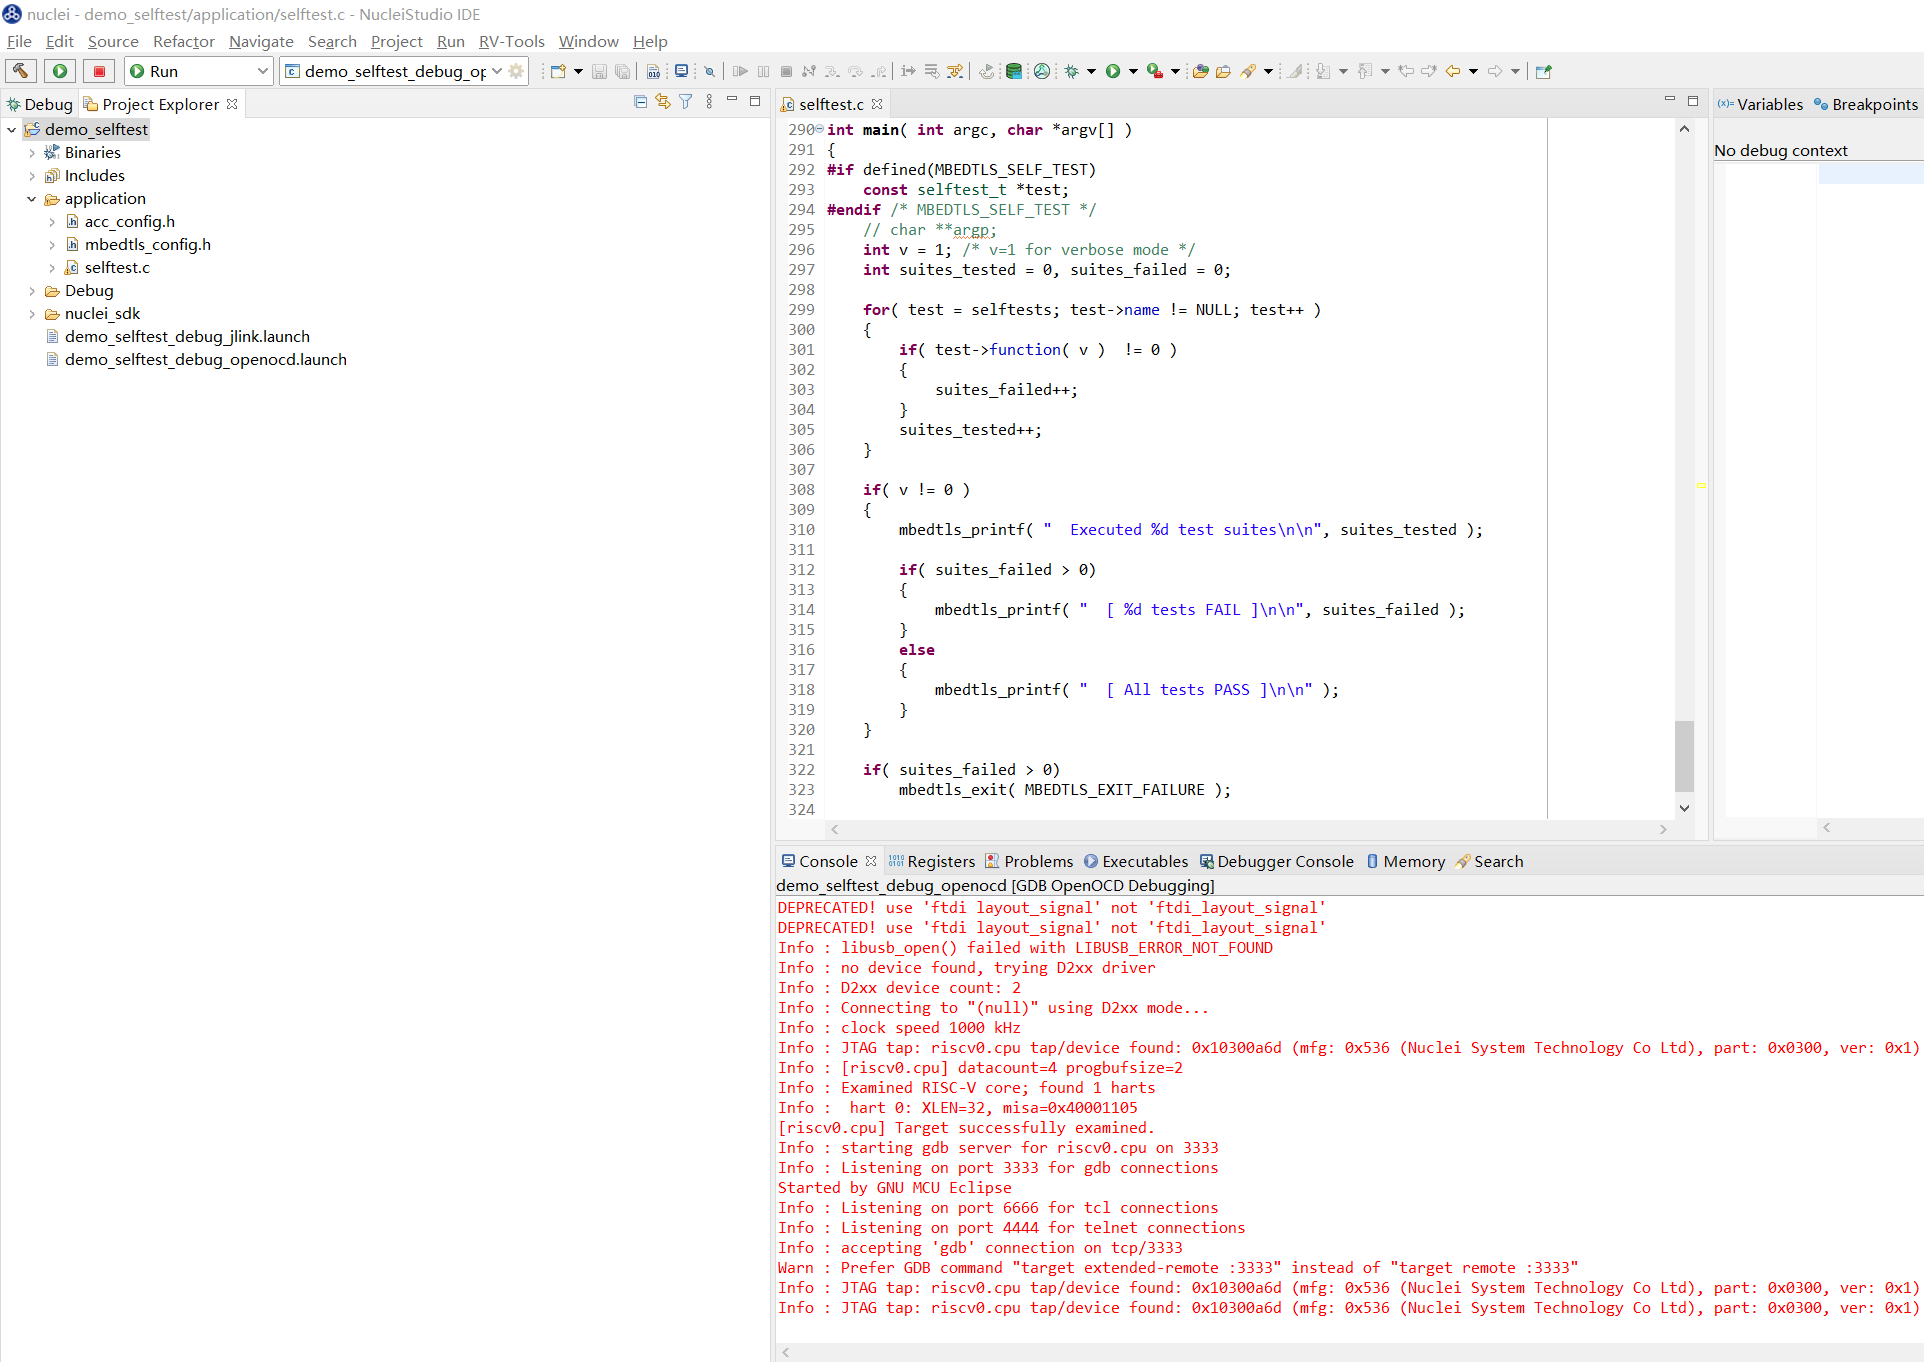 nuclei - demo_selftest/application/selftest.c - NucleiStudio IDE
File Edit Source Refactor Navigate Search Project Run RV-Tools Window Help
Run
demo_selftest_debug_op
Debug
Project Explorer
demo_selftest
Binaries
Includes
application
acc_config.h
mbedtls_config.h
selftest.c
Debug
nuclei_sdk
demo_selftest_debug_jlink.launch
demo_selftest_debug_openocd.launch
selftest.c
290 int main( int argc, char *argv[] )
291 {
292 #if defined(MBEDTLS_SELF_TEST)
293     const selftest_t *test;
294 #endif /* MBEDTLS_SELF_TEST */
295     // char **argp;
296     int v = 1; /* v=1 for verbose mode */
297     int suites_tested = 0, suites_failed = 0;
298
299     for( test = selftests; test->name != NULL; test++ )
300     {
301         if( test->function( v )  != 0 )
302         {
303             suites_failed++;
304         }
305         suites_tested++;
306     }
307
308     if( v != 0 )
309     {
310         mbedtls_printf( "  Executed %d test suites\n\n", suites_tested );
311
312         if( suites_failed > 0)
313         {
314             mbedtls_printf( "  [ %d tests FAIL ]\n\n", suites_failed );
315         }
316         else
317         {
318             mbedtls_printf( "  [ All tests PASS ]\n\n" );
319         }
320     }
321
322     if( suites_failed > 0)
323         mbedtls_exit( MBEDTLS_EXIT_FAILURE );
324
(x)= Variables
Breakpoints
No debug context
Console Registers Problems Executables Debugger Console Memory Search
demo_selftest_debug_openocd [GDB OpenOCD Debugging]
DEPRECATED! use 'ftdi layout_signal' not 'ftdi_layout_signal'
DEPRECATED! use 'ftdi layout_signal' not 'ftdi_layout_signal'
Info : libusb_open() failed with LIBUSB_ERROR_NOT_FOUND
Info : no device found, trying D2xx driver
Info : D2xx device count: 2
Info : Connecting to "(null)" using D2xx mode...
Info : clock speed 1000 kHz
Info : JTAG tap: riscv0.cpu tap/device found: 0x10300a6d (mfg: 0x536 (Nuclei System Technology Co Ltd), part: 0x0300, ver: 0x1)
Info : [riscv0.cpu] datacount=4 progbufsize=2
Info : Examined RISC-V core; found 1 harts
Info :  hart 0: XLEN=32, misa=0x40001105
[riscv0.cpu] Target successfully examined.
Info : starting gdb server for riscv0.cpu on 3333
Info : Listening on port 3333 for gdb connections
Started by GNU MCU Eclipse
Info : Listening on port 6666 for tcl connections
Info : Listening on port 4444 for telnet connections
Info : accepting 'gdb' connection on tcp/3333
Warn : Prefer GDB command "target extended-remote :3333" instead of "target remote :3333"
Info : JTAG tap: riscv0.cpu tap/device found: 0x10300a6d (mfg: 0x536 (Nuclei System Technology Co Ltd), part: 0x0300, ver: 0x1)
Info : JTAG tap: riscv0.cpu tap/device found: 0x10300a6d (mfg: 0x536 (Nuclei System Technology Co Ltd), part: 0x0300, ver: 0x1)